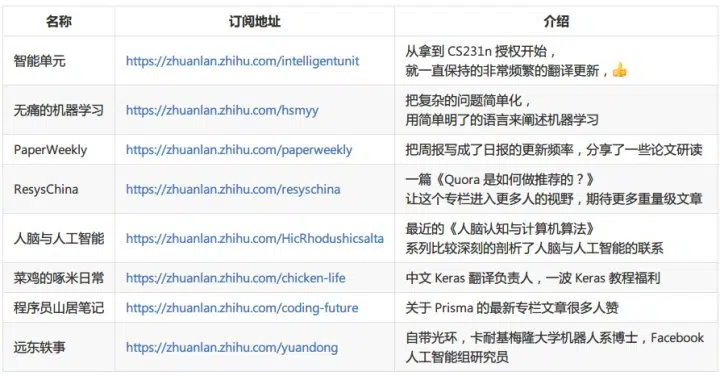 名称 订阅地址 介绍
智能单元 https://zhuanlan.zhihu.com/intelligentunit 从拿到 CS231n 授权开始，
就一直保持的非常频繁的翻译更新，👍
无痛的机器学习 https://zhuanlan.zhihu.com/hsmyy 把复杂的问题简单化，
用简单明了的语言来阐述机器学习
PaperWeekly https://zhuanlan.zhihu.com/paperweekly 把周报写成了日报的更新频率，分享了一些论文研读
ResysChina https://zhuanlan.zhihu.com/resyschina 一篇《Quora 是如何做推荐的？》
让这个专栏进入更多人的视野，期待更多重量级文章
人脑与人工智能 https://zhuanlan.zhihu.com/HicRhodushicsalta 最近的《人脑认知与计算机算法》
系列比较深刻的剖析了人脑与人工智能的联系
菜鸡的啄米日常 https://zhuanlan.zhihu.com/chicken-life 中文 Keras 翻译负责人，一波 Keras 教程福利
程序员山居笔记 https://zhuanlan.zhihu.com/coding-future 关于 Prisma 的最新专栏文章很多人赞
远东轶事 https://zhuanlan.zhihu.com/yuandong 自带光环，卡耐基梅隆大学机器人系博士，Facebook
人工智能组研究员